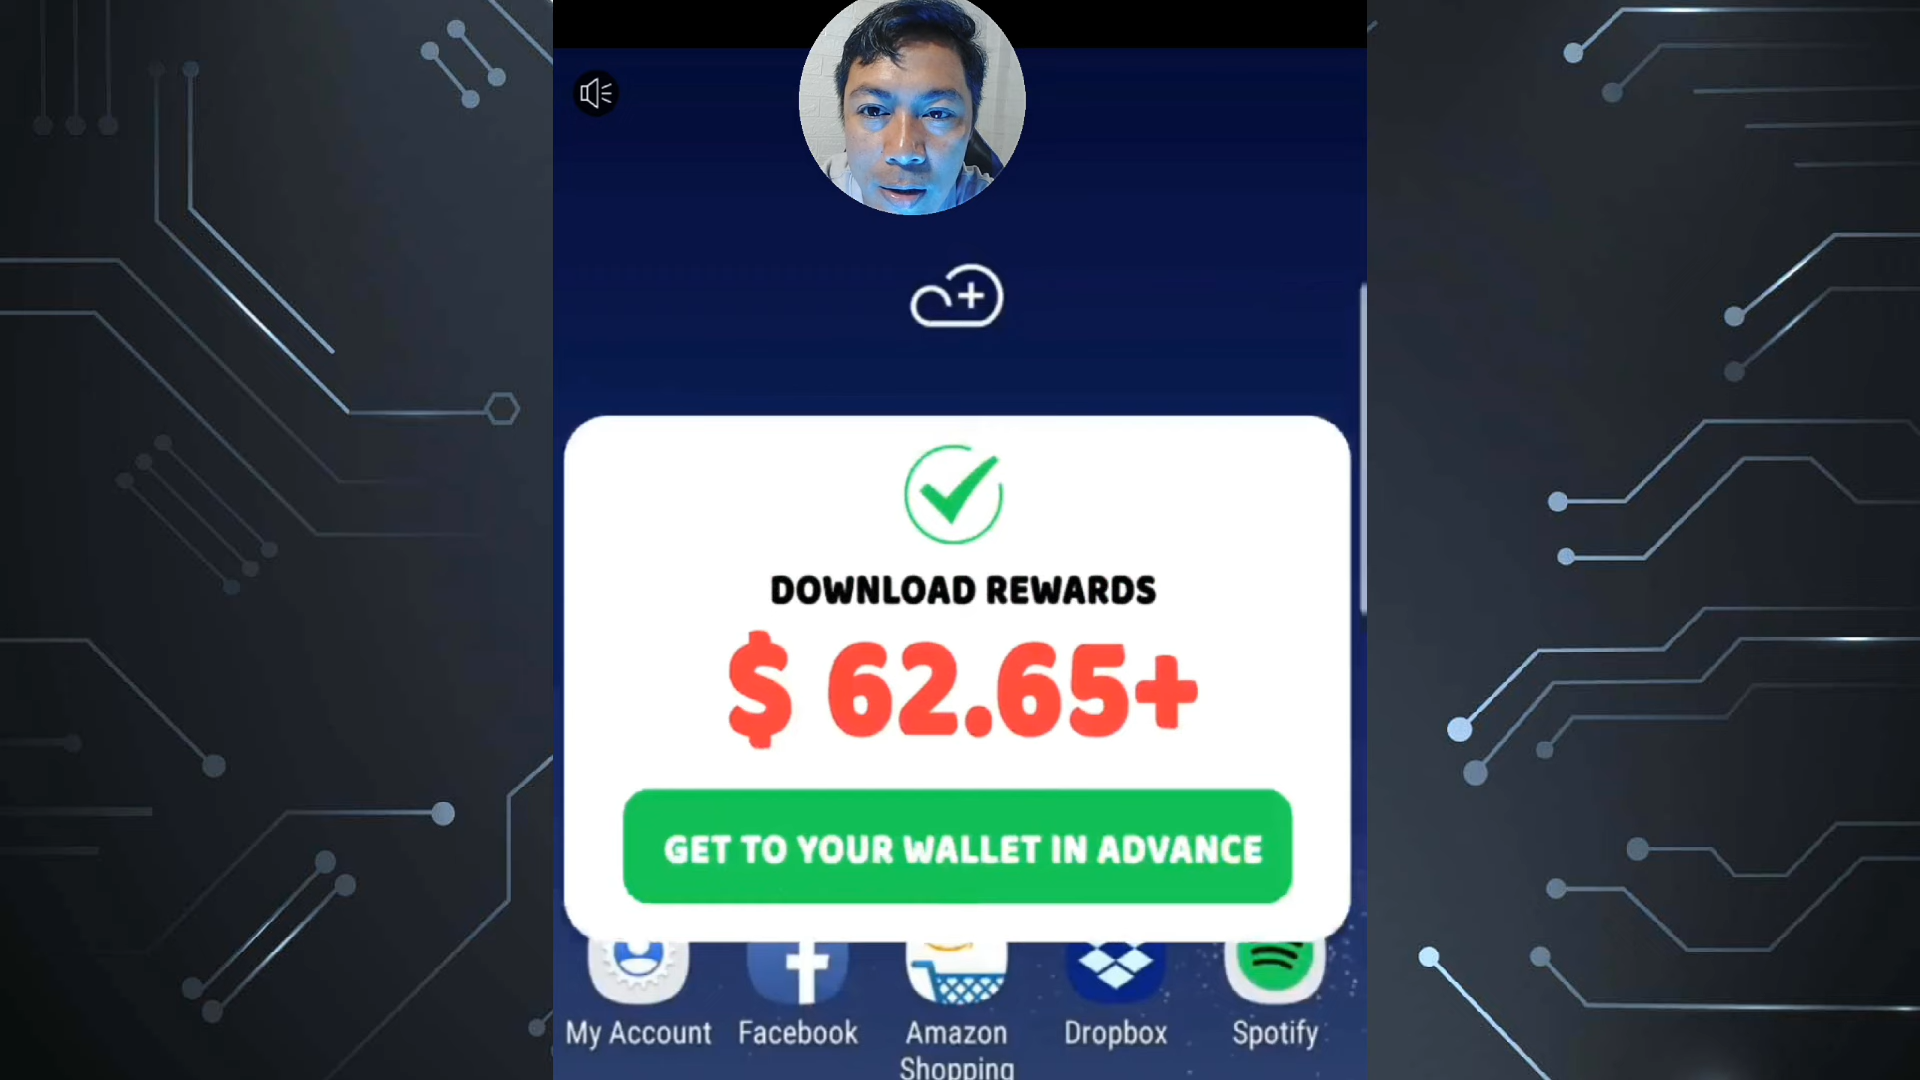 DOWNLOAD REWARDS
$ 62.65+
GET TO YOUR WALLET IN ADVANCE
My Account
Facebook
Amazon
Shopping
Dropbox
Spotify